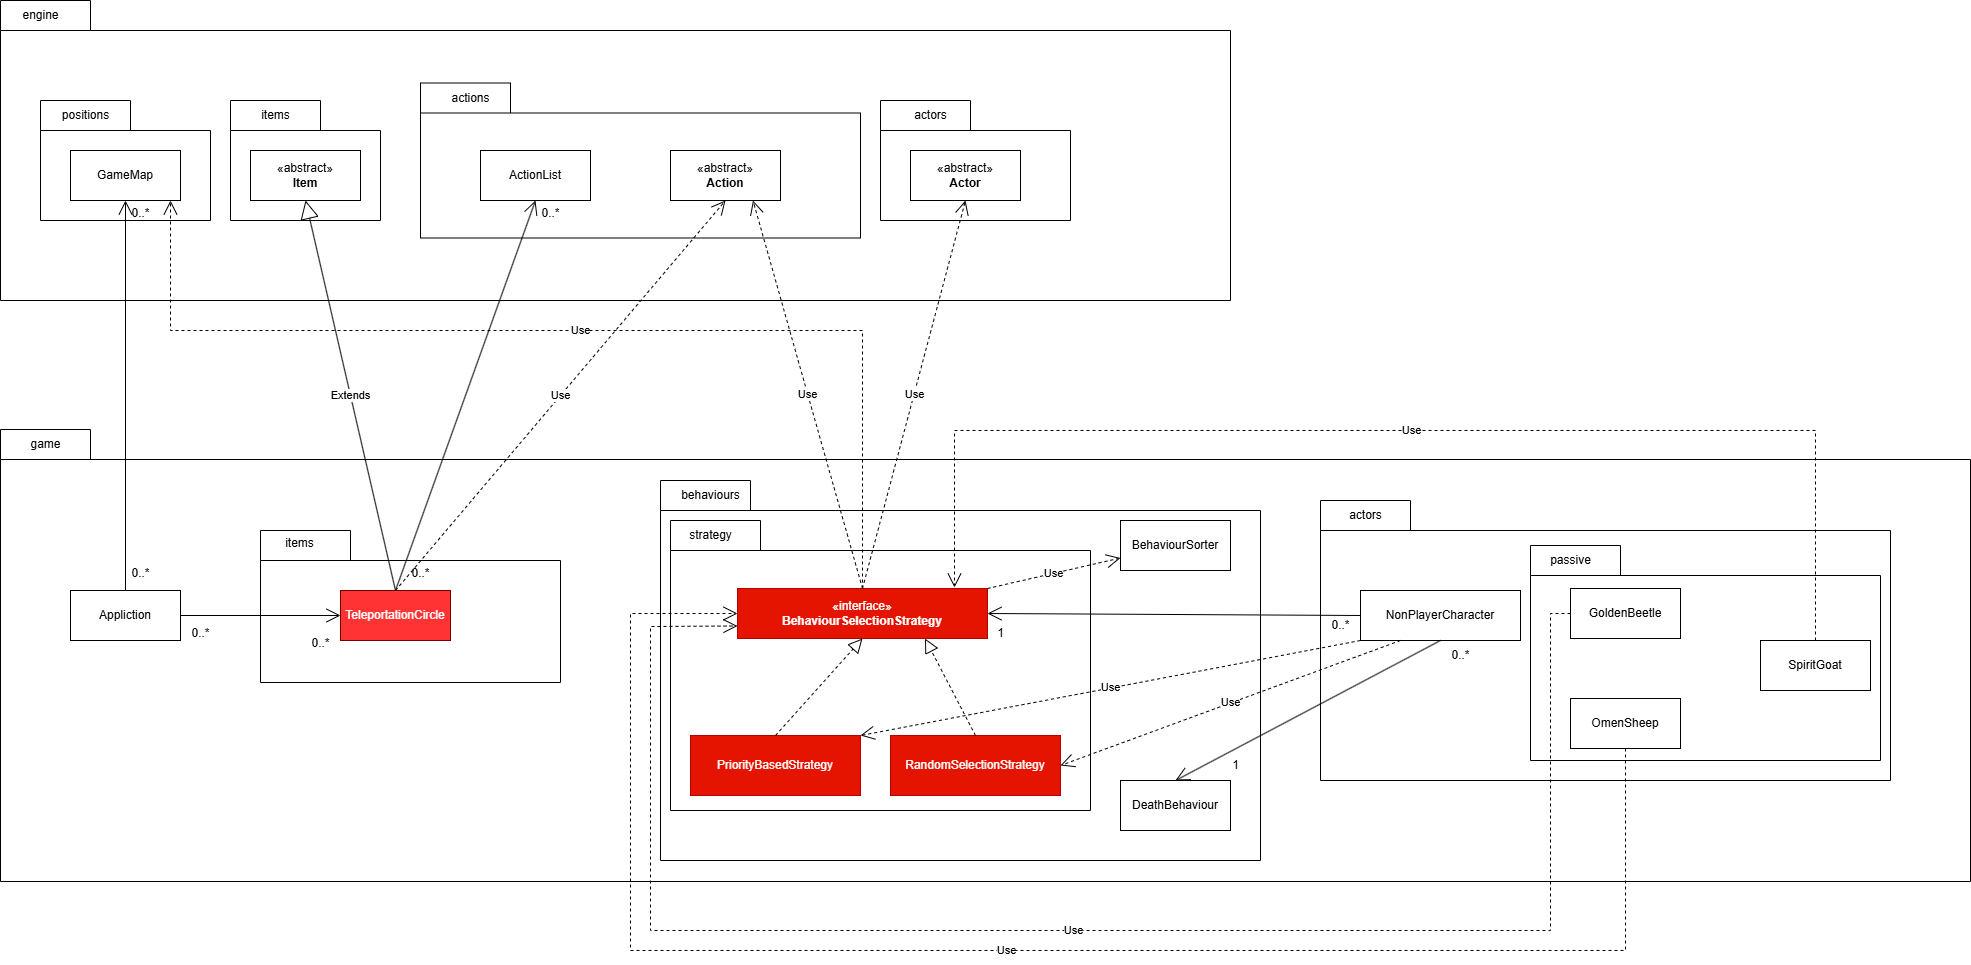 engine
positions
GameMap
0..*
items
«abstract»
Item
actions
ActionList
0..*
«abstract»
Action
actors
«abstract»
Actor
Use
Extends
Use
Use
Use
Use
game
behaviours
strategy
BehaviourSorter
Use
actors
passive
items
0..*
0..*
Appliction
0..*
TeleportationCircle
0..*
«interface»
BehaviourSelectionStrategy
1
0..*
NonPlayerCharacter
0..*
GoldenBeetle
SpiritGoat
OmenSheep
Use
Use
PriorityBasedStrategy
RandomSelectionStrategy
1
DeathBehaviour
Use
Use